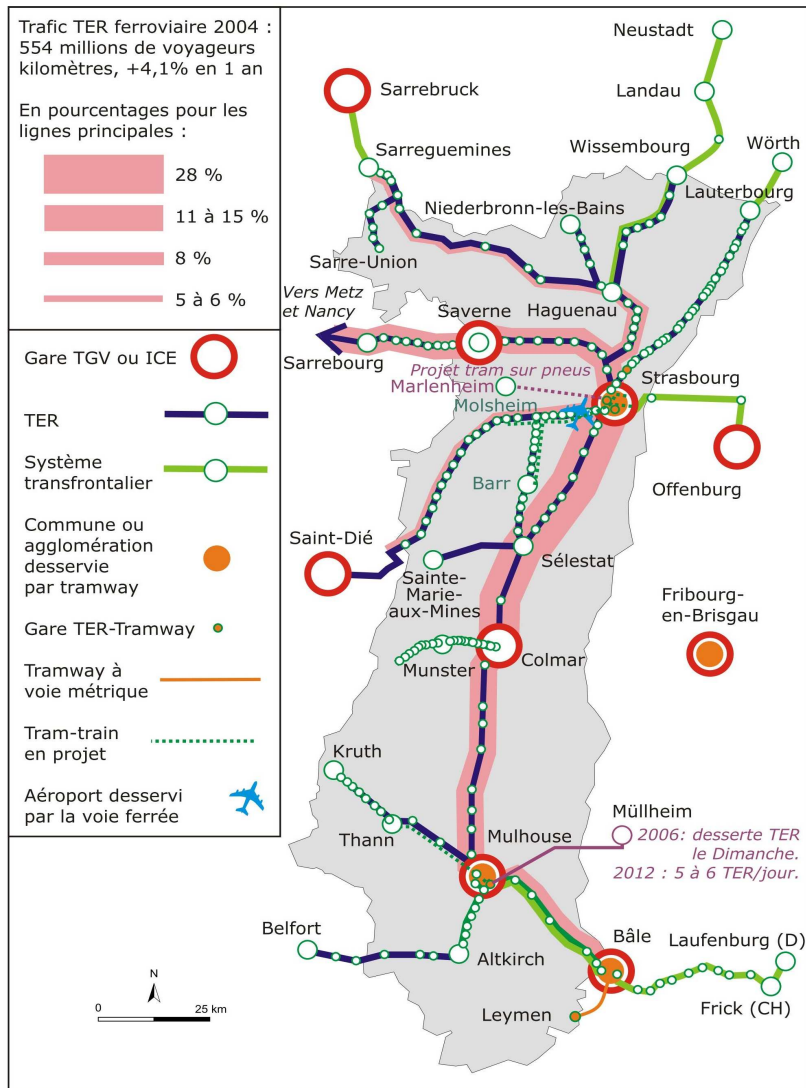 Trafic TER ferroviaire 2004 :
554 millions de voyageurs
kilomètres, +4,1% en 1 an
En pourcentages pour les
lignes principales :
28 %
11 à 15 %
8 %
5 à 6 %
Gare TGV ou ICE
TER
Système
transfrontalier
Commune ou
agglomération
desservie
par tramway
Gare TER-Tramway
Tramway à
voie métrique
Tram-train
en projet
Aéroport desservi
par la voie ferrée
Neustadt
Sarrebruck
Landau
Sarreguemines
Wissembourg
Wörth
Lauterbourg
Niederbronn-les-Bains
Sarre-Union
Vers Metz
et Nancy
Haguenau
Saverne
Sarrebourg
Projet tram sur pneus
Marlenheim
Strasbourg
Molsheim
Offenburg
Barr
Saint-Dié
Sélestat
Sainte-
Marie-
aux-Mines
Fribourg-
en-Brisgau
Munster
Colmar
Kruth
Thann
Mulhouse
Müllheim
2006: desserte TER
le Dimanche.
2012 : 5 à 6 TER/jour.
Belfort
Altkirch
Bâle
Laufenburg (D)
Frick (CH)
Leymen
N
0
25 km